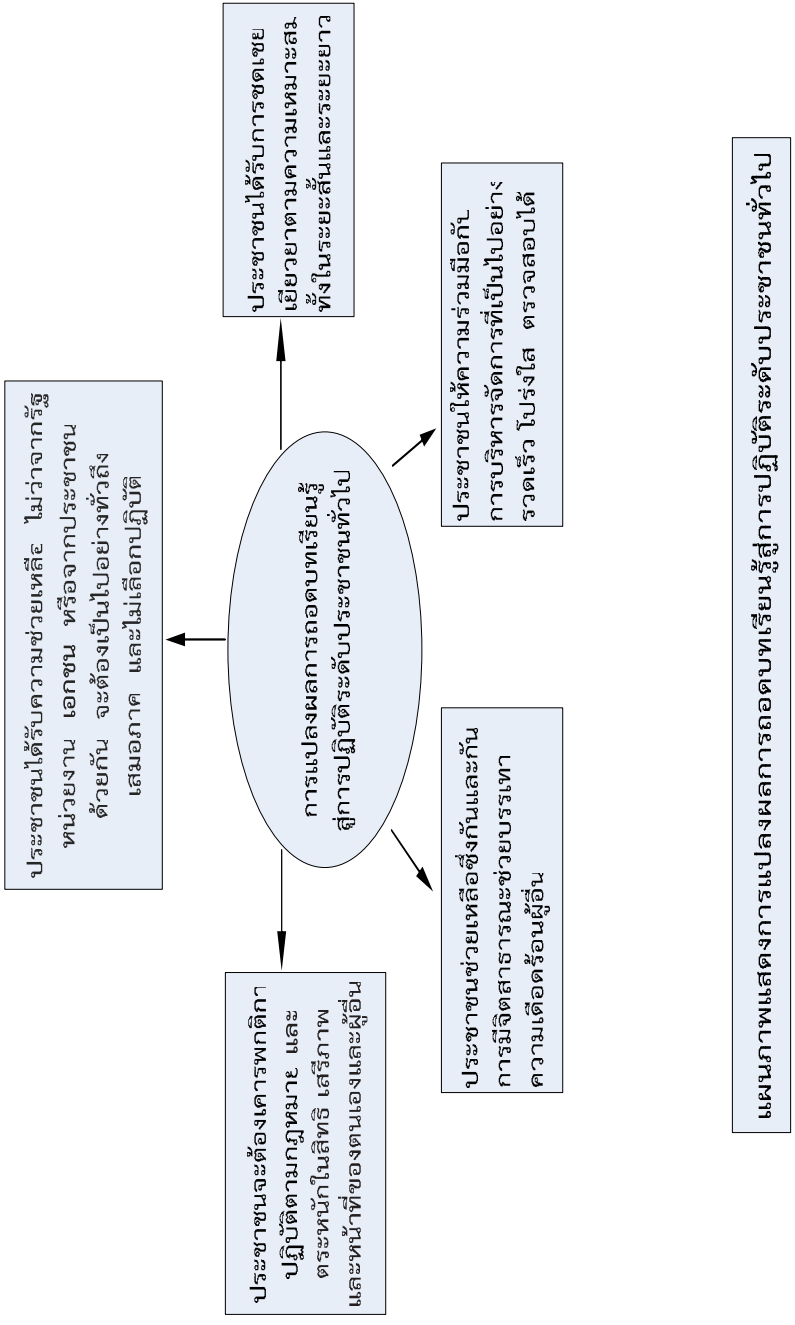 ประชาชนได้รับความช่วยเหลือ ไม่ว่าจากรัฐ
หน่วยงาน เอกชน หรือจากประชาชน
ด้วยกัน จะต้องเป็นไปอย่างทั่วถึง
เสมอภาค และไม่เลือกปฏิบัติ
ประชาชนจะต้องเคารพกติกา
ปฏิบัติตามกฎหมาย และ
ตระหนักในสิทธิ เสรีภาพ
และหน้าที่ของตนเองและผู้อื่น
การแปลงผลการถอดบทเรียนรู้
สู่การปฏิบัติระดับประชาชนทั่วไป
ประชาชนได้รับการชดเชย
เยียวยาตามความเหมาะสม
ทั้งในระยะสั้นและระยะยาว
ประชาชนช่วยเหลือซึ่งกันและกัน
การมีจิตสาธารณะช่วยบรรเทา
ความเดือดร้อนผู้อื่น
ประชาชนให้ความร่วมมือกับ
การบริหารจัดการที่เป็นไปอย่าง
รวดเร็ว โปร่งใส ตรวจสอบได้
แผนภาพแสดงการแปลงผลการถอดบทเรียนรู้สู่การปฏิบัติระดับประชาชนทั่วไป